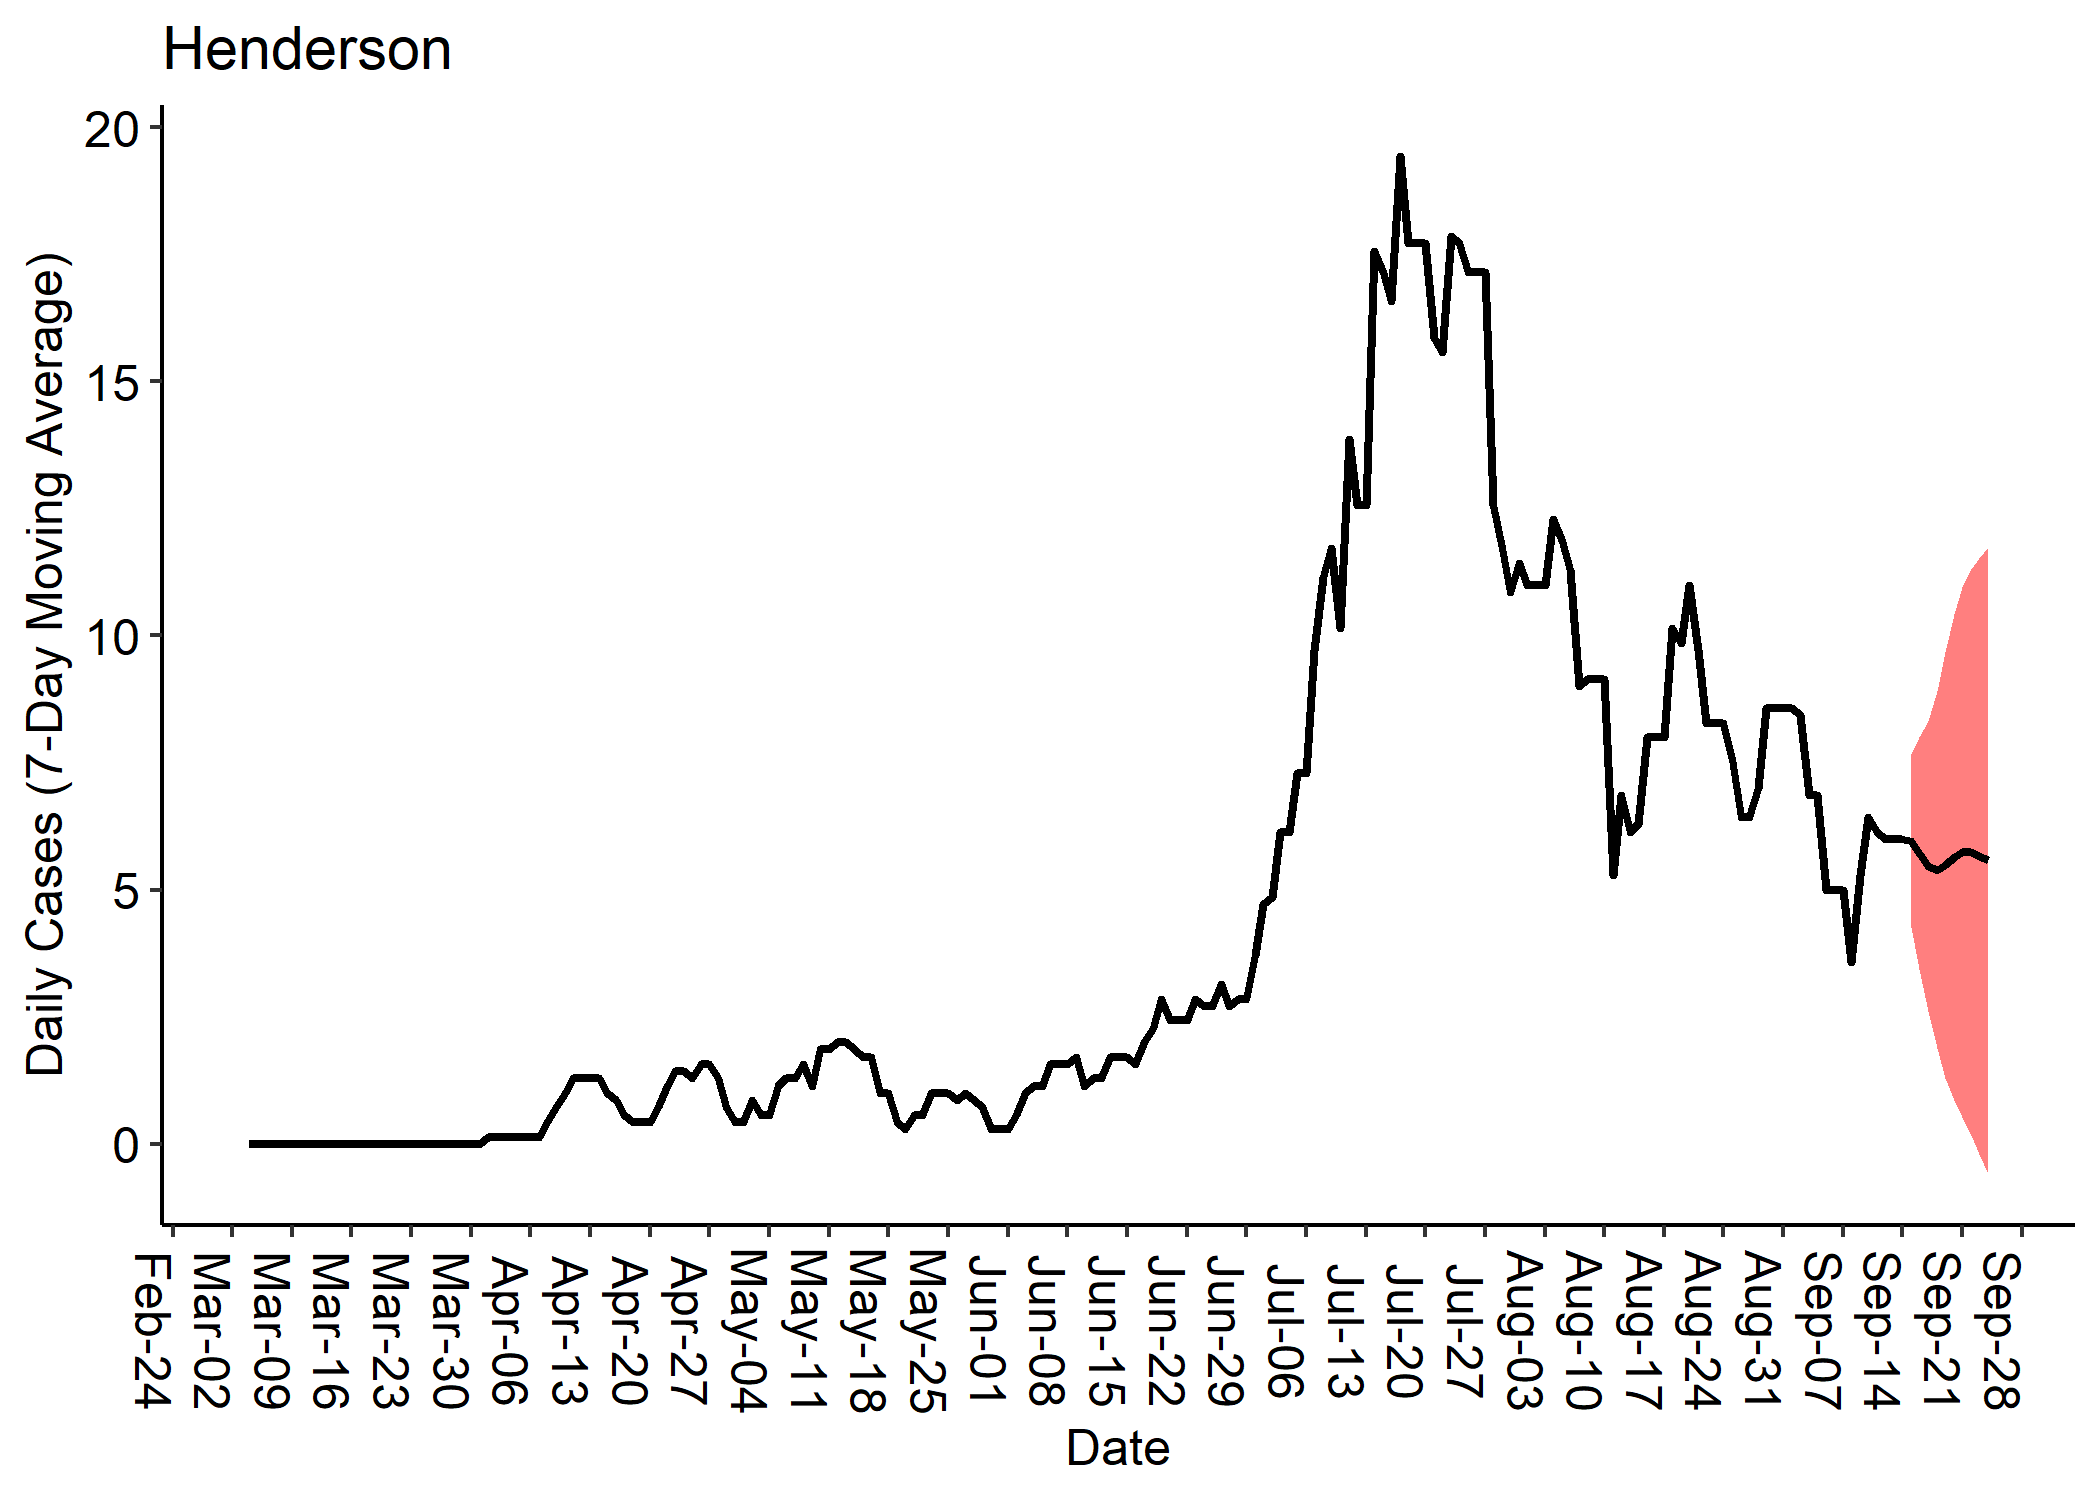 Henderson
Daily Cases (7-Day Moving Average)
20
15
10
5
0
Feb-24
Mar-02
Mar-09
Mar-16
Mar-23
Mar-30
Apr-06
Apr-13
Apr-20
Apr-27
May-04
May-11
May-18
May-25
Jun-01
Jun-08
Jun-15
Jun-22
Jun-29
Jul-06
Jul-13
Jul-20
Jul-27
Aug-03
Aug-10
Aug-17
Aug-24
Aug-31
Sep-07
Sep-14
Sep-21
Sep-28
Date